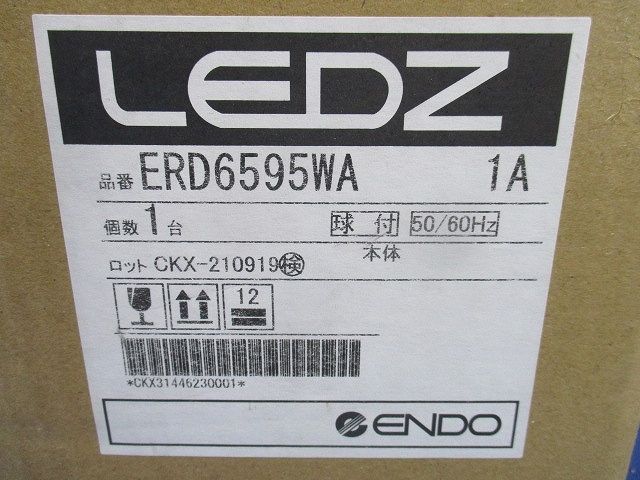 LEDZ
品番 ERD6595WA 1A
個数 1 台 球 付 50/60Hz
本体
ロット CKX-210919 検
12
*CKX31446230001*
ENDO